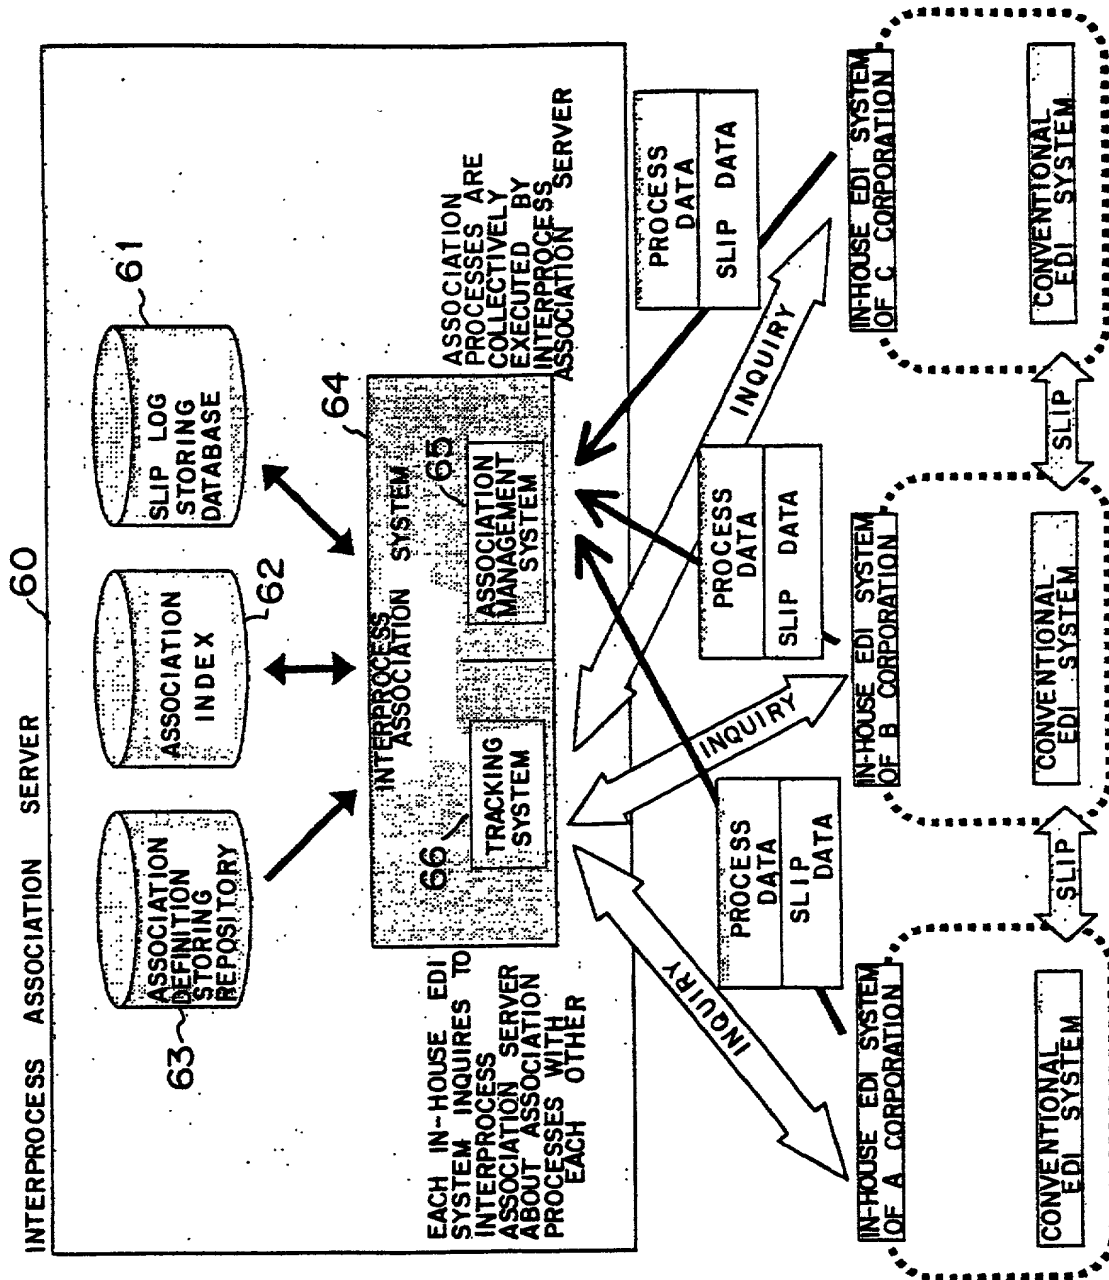 INTERPROCESS ASSOCIATION SERVER 60
63
ASSOCIATION
DEFINITION
STORING
REPOSITORY
ASSOCIATION
INDEX
62
SLIP LOG
STORING
DATABASE
61
64
INTERPROCESS
ASSOCIATION SYSTEM
66
TRACKING
SYSTEM
65
ASSOCIATION
MANAGEMENT
SYSTEM
EACH IN-HOUSE EDI
SYSTEM INQUIRES TO
INTERPROCESS
ASSOCIATION SERVER
ABOUT ASSOCIATION
PROCESSES WITH
EACH OTHER
ASSOCIATION
PROCESSES ARE
COLLECTIVELY
EXECUTED BY
INTERPROCESS
ASSOCIATION SERVER
INQUIRY
PROCESS
DATA
SLIP
DATA
INQUIRY
PROCESS
DATA
SLIP DATA
INQUIRY
PROCESS
DATA
SLIP DATA
IN-HOUSE EDI SYSTEM
OF A CORPORATION
CONVENTIONAL
EDI SYSTEM
SLIP
IN-HOUSE EDI SYSTEM
OF B CORPORATION
CONVENTIONAL
EDI SYSTEM
SLIP
IN-HOUSE EDI SYSTEM
OF C CORPORATION
CONVENTIONAL
EDI SYSTEM